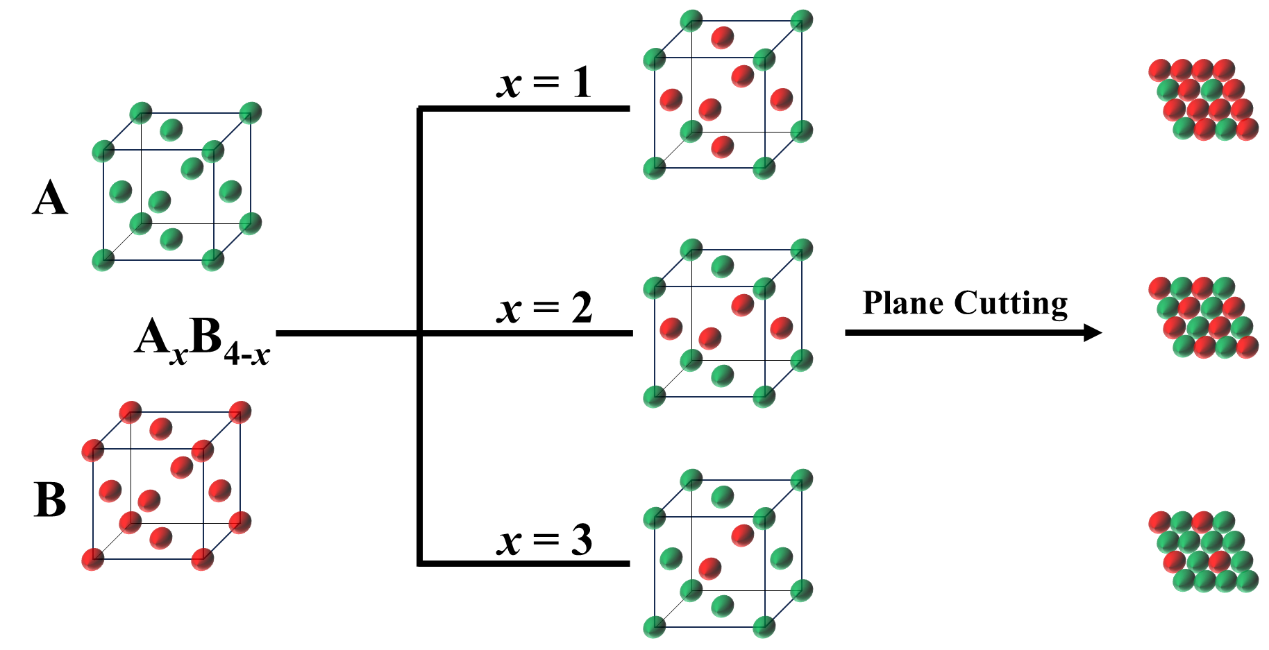 A
AₓB₄₋ₓ
B
x = 1
x = 2
x = 3
Plane Cutting